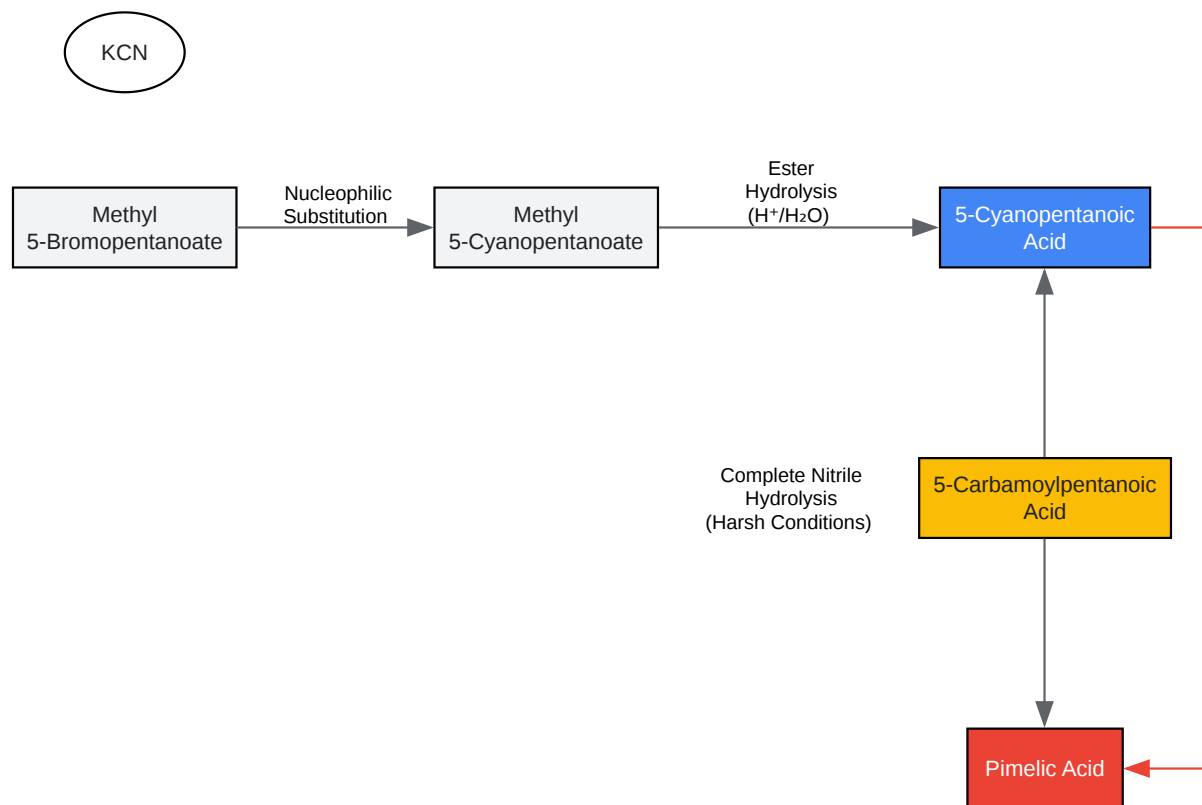 KCN
Methyl
5-Bromopentanoate
Nucleophilic
Substitution
Methyl
5-Cyanopentanoate
Ester
Hydrolysis
(H⁺/H₂O)
5-Cyanopentanoic
Acid
Complete Nitrile
Hydrolysis
(Harsh Conditions)
5-Carbamoylpentanoic
Acid
Pimelic Acid